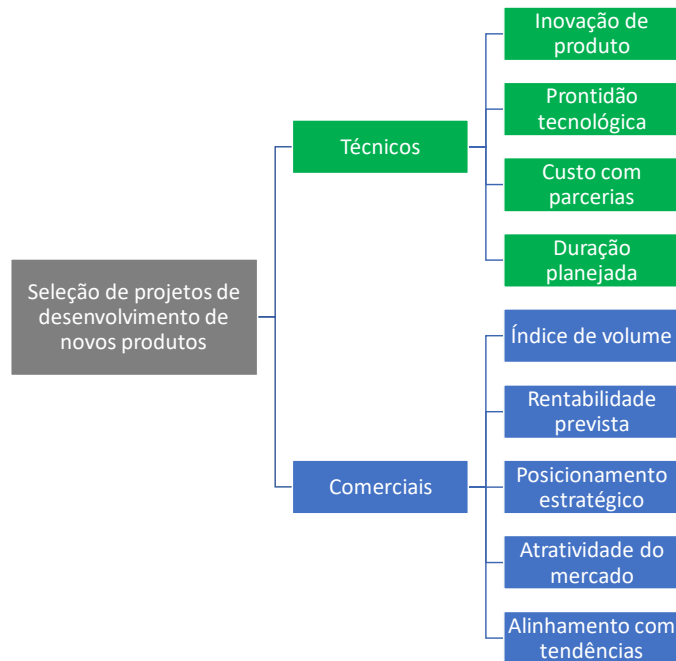 Seleção de projetos de
desenvolvimento de
novos produtos
Técnicos
Inovação de
produto
Prontidão
tecnológica
Custo com
parcerias
Duração
planejada
Comerciais
Índice de volume
Rentabilidade
prevista
Posicionamento
estratégico
Atratividade do
mercado
Alinhamento com
tendências